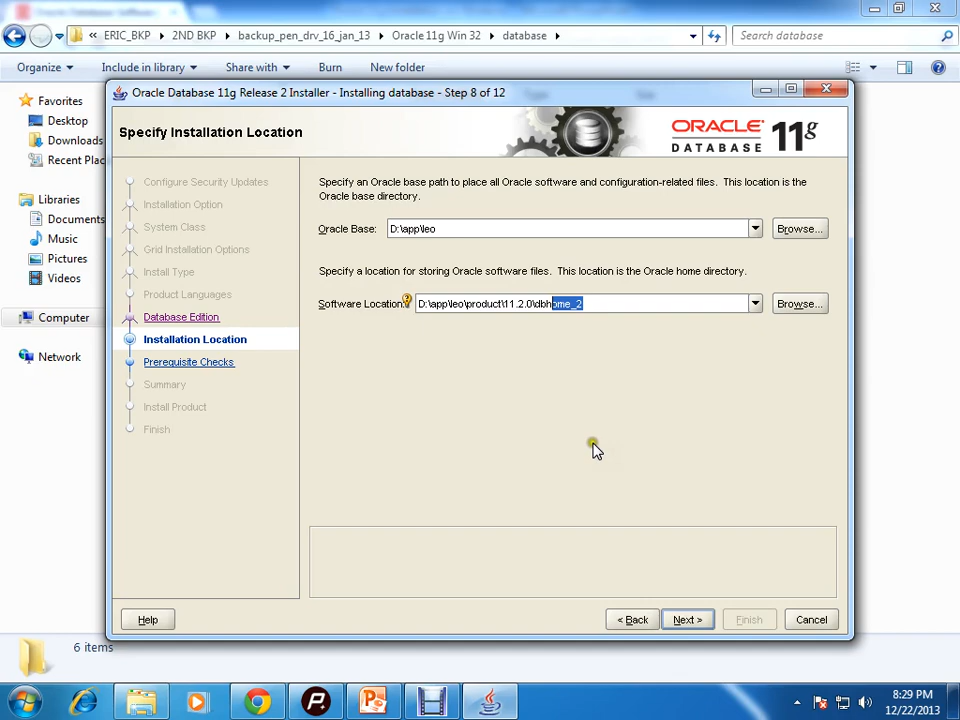 ERIC_BKP
2ND BKP
backup_pen_drv_16_jan_13
Oracle 11g Win 32
database
Search database
Organize
Include in library
Share with
Burn
New folder
Favorites
Desktop
Downloads
Recent Plac
Libraries
Documents
Music
Pictures
Videos
Computer
Network
Oracle Database 11g Release 2 Installer - Installing database - Step 8 of 12
Specify Installation Location
ORACLE
DATABASE
11g
Configure Security Updates
Installation Option
System Class
Grid Installation Options
Install Type
Product Languages
Database Edition
Installation Location
Prerequisite Checks
Summary
Install Product
Finish
Specify an Oracle base path to place all Oracle software and configuration-related files. This location is the
Oracle base directory.
Oracle Base: D:\app\leo Browse...
Specify a location for storing Oracle software files. This location is the Oracle home directory.
Software Location: D:\app\leo\product\11.2.0\dbhome_2 Browse...
Help
< Back
Next >
Finish
Cancel
6 items
8:29 PM
12/22/2013